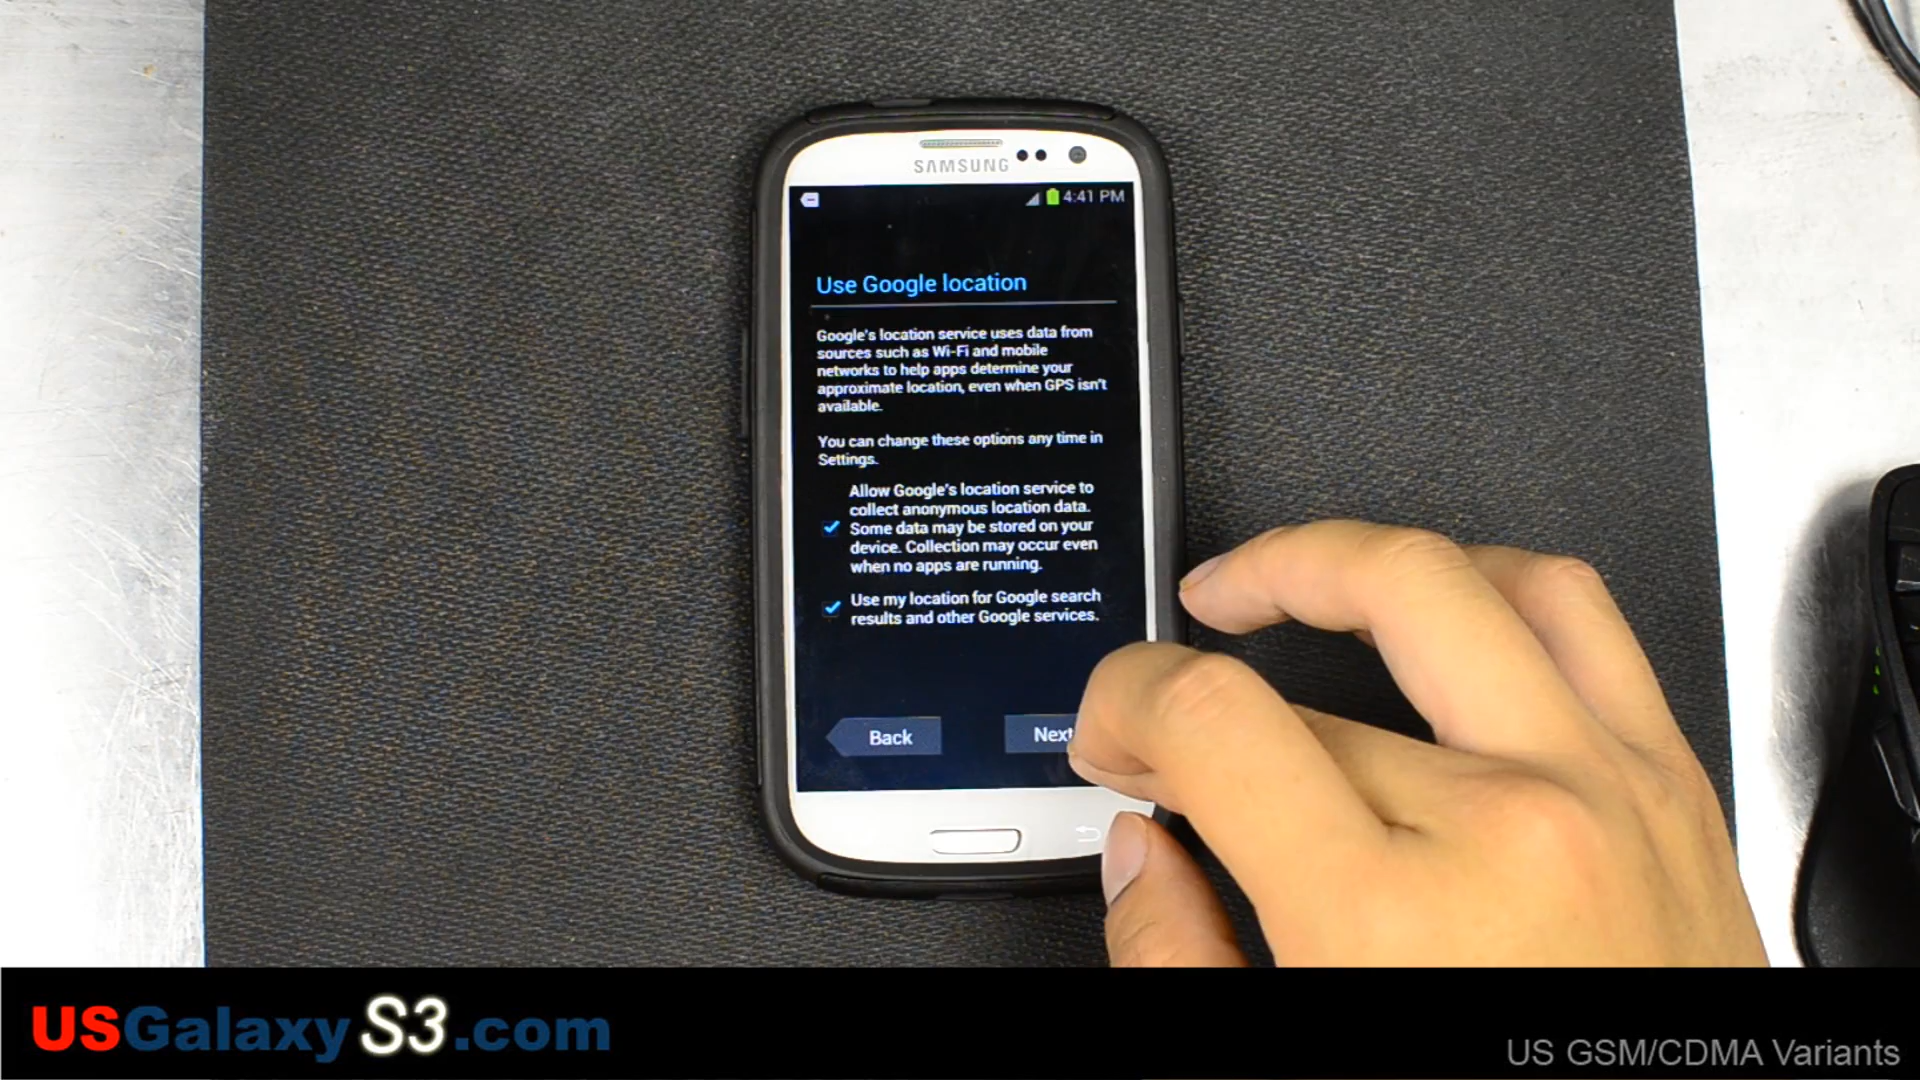 SAMSUNG
4:41 PM
Use Google location
Google's location service uses data from
sources such as Wi-Fi and mobile
networks to help apps determine your
approximate location, even when GPS isn't
available.
You can change these options any time in
Settings.
Allow Google's location service to
collect anonymous location data.
Some data may be stored on your
device. Collection may occur even
when no apps are running.
Use my location for Google search
results and other Google services.
Back
Next
USGalaxyS3.com
US GSM/CDMA Variants